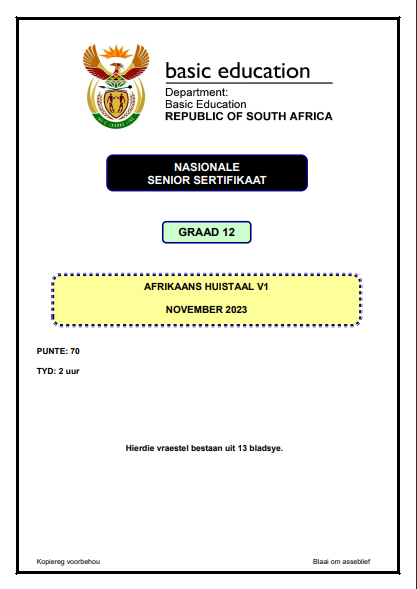 basic education
Department:
Basic Education
REPUBLIC OF SOUTH AFRICA
NASIONALE
SENIOR SERTIFIKAAT
GRAAD 12
AFRIKAANS HUISTAAL V1
NOVEMBER 2023
PUNTE: 70
TYD: 2 uur
Hierdie vraestel bestaan uit 13 bladsye.
Kopiereg voorbehou
Blaai om asseblief